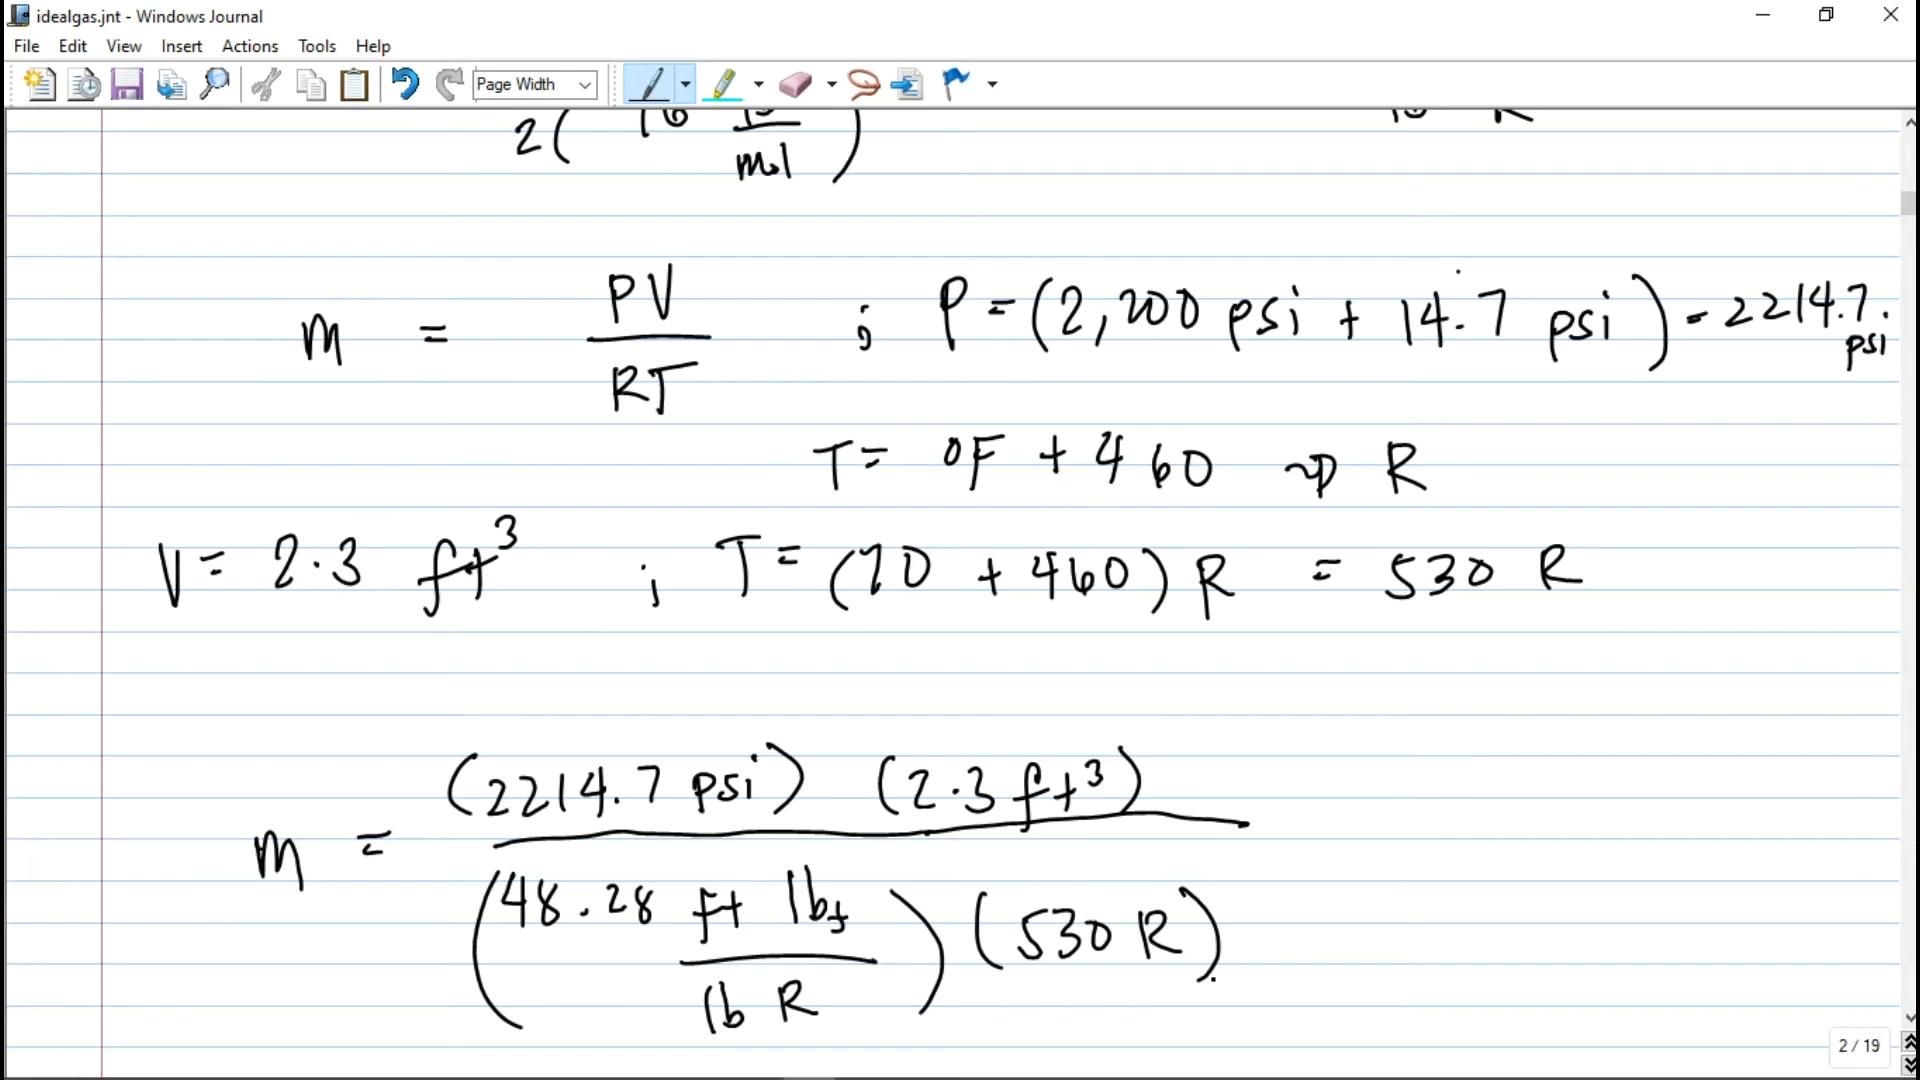 idealgas.jnt - Windows Journal
File Edit View Insert Actions Tools Help
Page Width
2(
mol )
m = PV / RT ; P = (2,200 psi + 14.7 psi) = 2214.7 psi
T = °F + 460 ⇒ R
V = 2.3 ft³ ; T = (70 + 460) R = 530 R
m = (2214.7 psi) (2.3 ft³)
(48.28 ft lbf / lb R) (530 R)
2 / 19